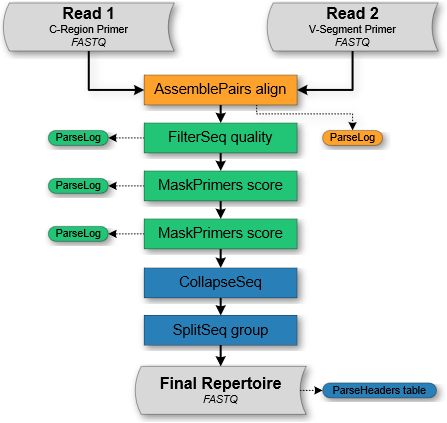 Read 1
C-Region Primer
FASTQ
Read 2
V-Segment Primer
FASTQ
AssemblePairs align
ParseLog
FilterSeq quality
ParseLog
ParseLog
MaskPrimers score
ParseLog
MaskPrimers score
CollapseSeq
SplitSeq group
Final Repertoire
FASTQ
ParseHeaders table